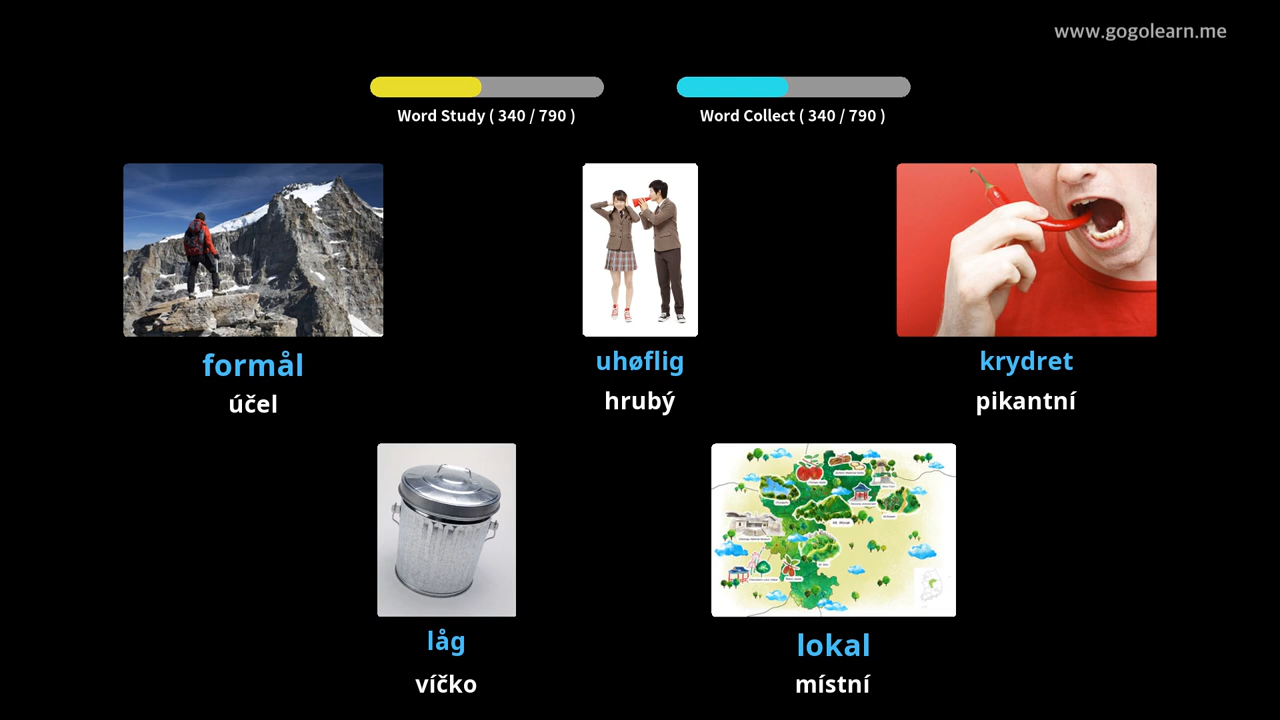 www.gogolearn.me
Word Study ( 340 / 790 )
Word Collect ( 340 / 790 )
formål
účel
uhøflig
hrubý
krydret
pikantní
låg
víčko
lokal
místní